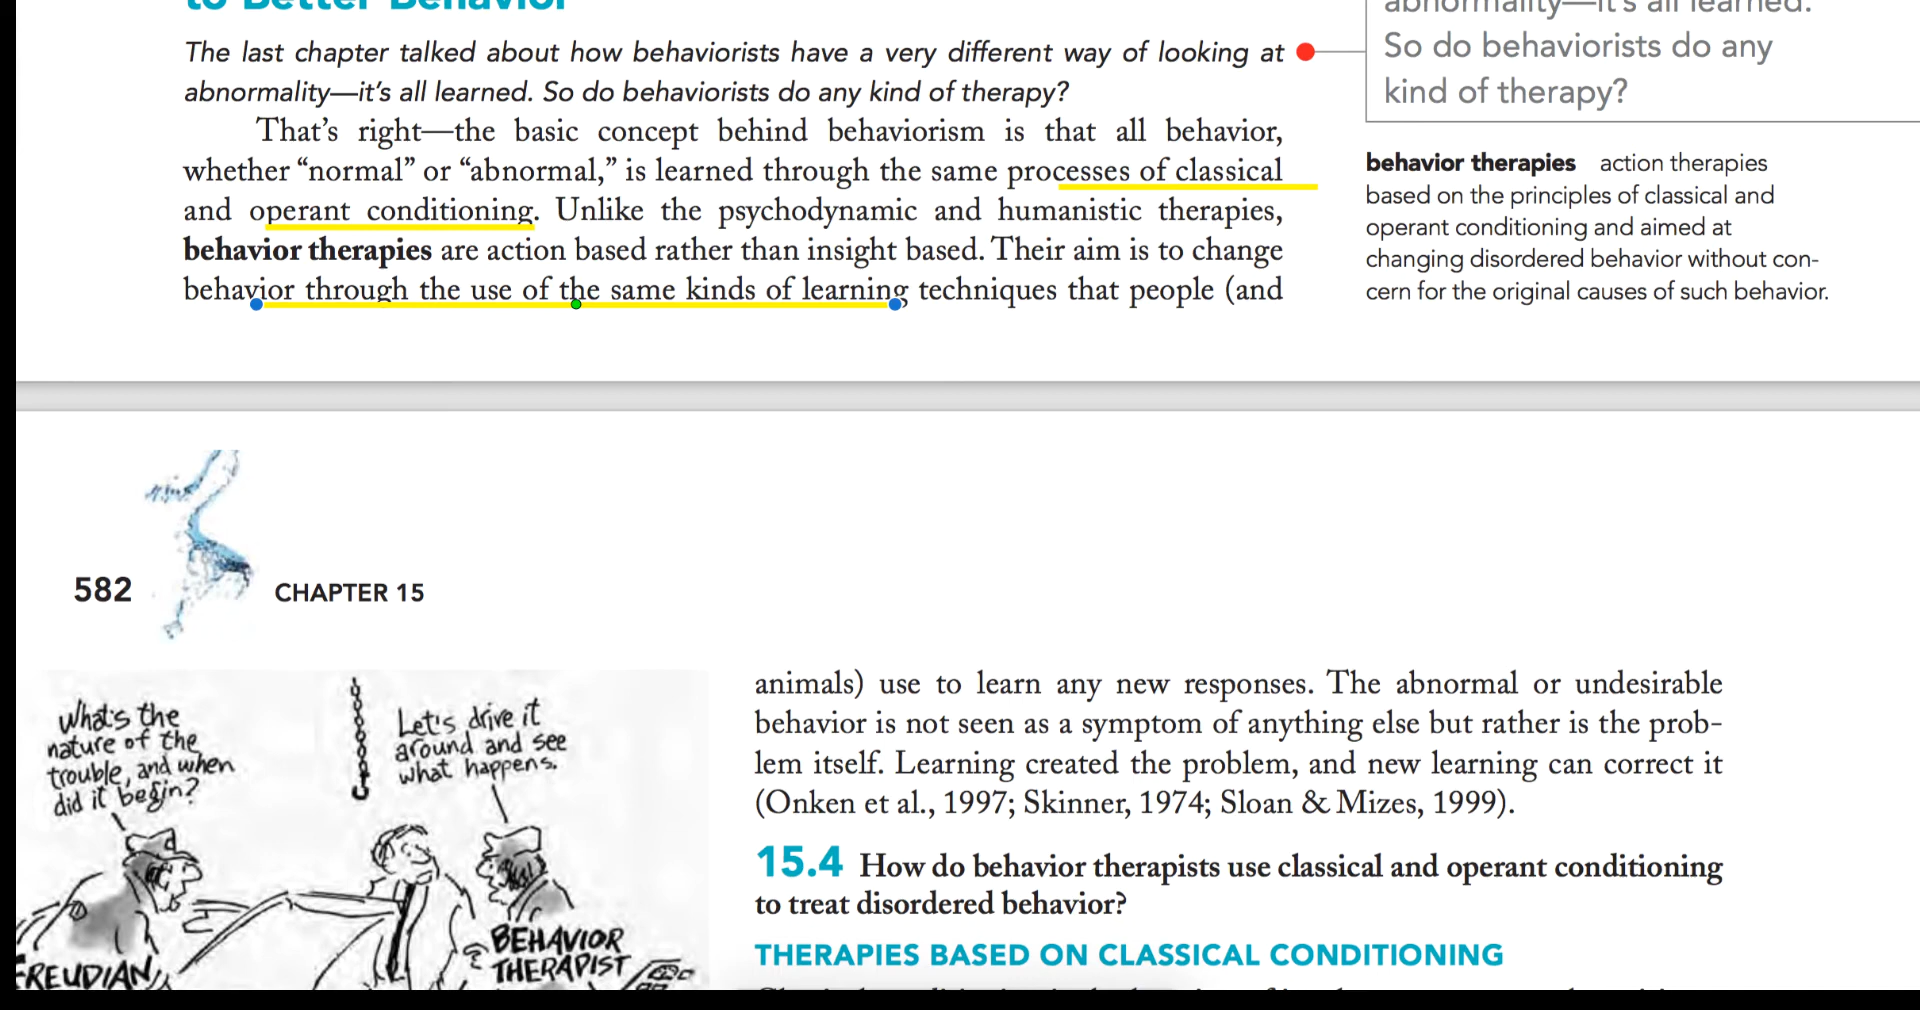 to Better Behavior
The last chapter talked about how behaviorists have a very different way of looking at
abnormality—it's all learned. So do behaviorists do any kind of therapy?
That's right—the basic concept behind behaviorism is that all behavior,
whether “normal” or “abnormal,” is learned through the same processes of classical
and operant conditioning. Unlike the psychodynamic and humanistic therapies,
behavior therapies are action based rather than insight based. Their aim is to change
behavior through the use of the same kinds of learning techniques that people (and
abnormality—it's all learned.
So do behaviorists do any
kind of therapy?
behavior therapies action therapies
based on the principles of classical and
operant conditioning and aimed at
changing disordered behavior without con-
cern for the original causes of such behavior.
582
CHAPTER 15
What's the
nature of the
trouble, and when
did it begin?
Let's drive it
around and see
what happens.
FREUDIAN
BEHAVIOR
THERAPIST
animals) use to learn any new responses. The abnormal or undesirable
behavior is not seen as a symptom of anything else but rather is the prob-
lem itself. Learning created the problem, and new learning can correct it
(Onken et al., 1997; Skinner, 1974; Sloan & Mizes, 1999).
15.4 How do behavior therapists use classical and operant conditioning
to treat disordered behavior?
THERAPIES BASED ON CLASSICAL CONDITIONING